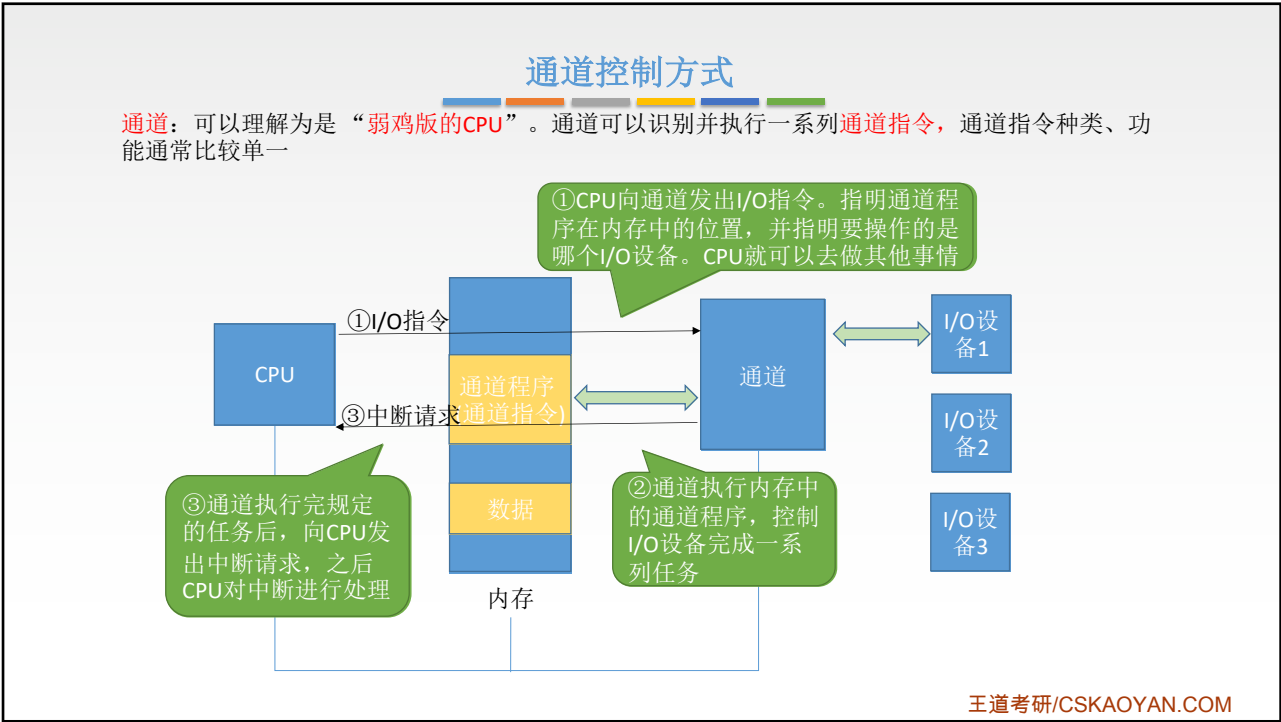 通道控制方式
通道：可以理解为是“弱鸡版的CPU”。通道可以识别并执行一系列通道指令，通道指令种类、功
能通常比较单一
①CPU向通道发出I/O指令。指明通道程
序在内存中的位置，并指明要操作的是
哪个I/O设备。CPU就可以去做其他事情
①I/O指令
CPU
通道程序
(通道指令)
③中断请求
通道
I/O设
备1
I/O设
备2
I/O设
备3
③通道执行完规定
的任务后，向CPU发
出中断请求，之后
CPU对中断进行处理
数据
②通道执行内存中
的通道程序，控制
I/O设备完成一系
列任务
内存
王道考研/CSKAOYAN.COM